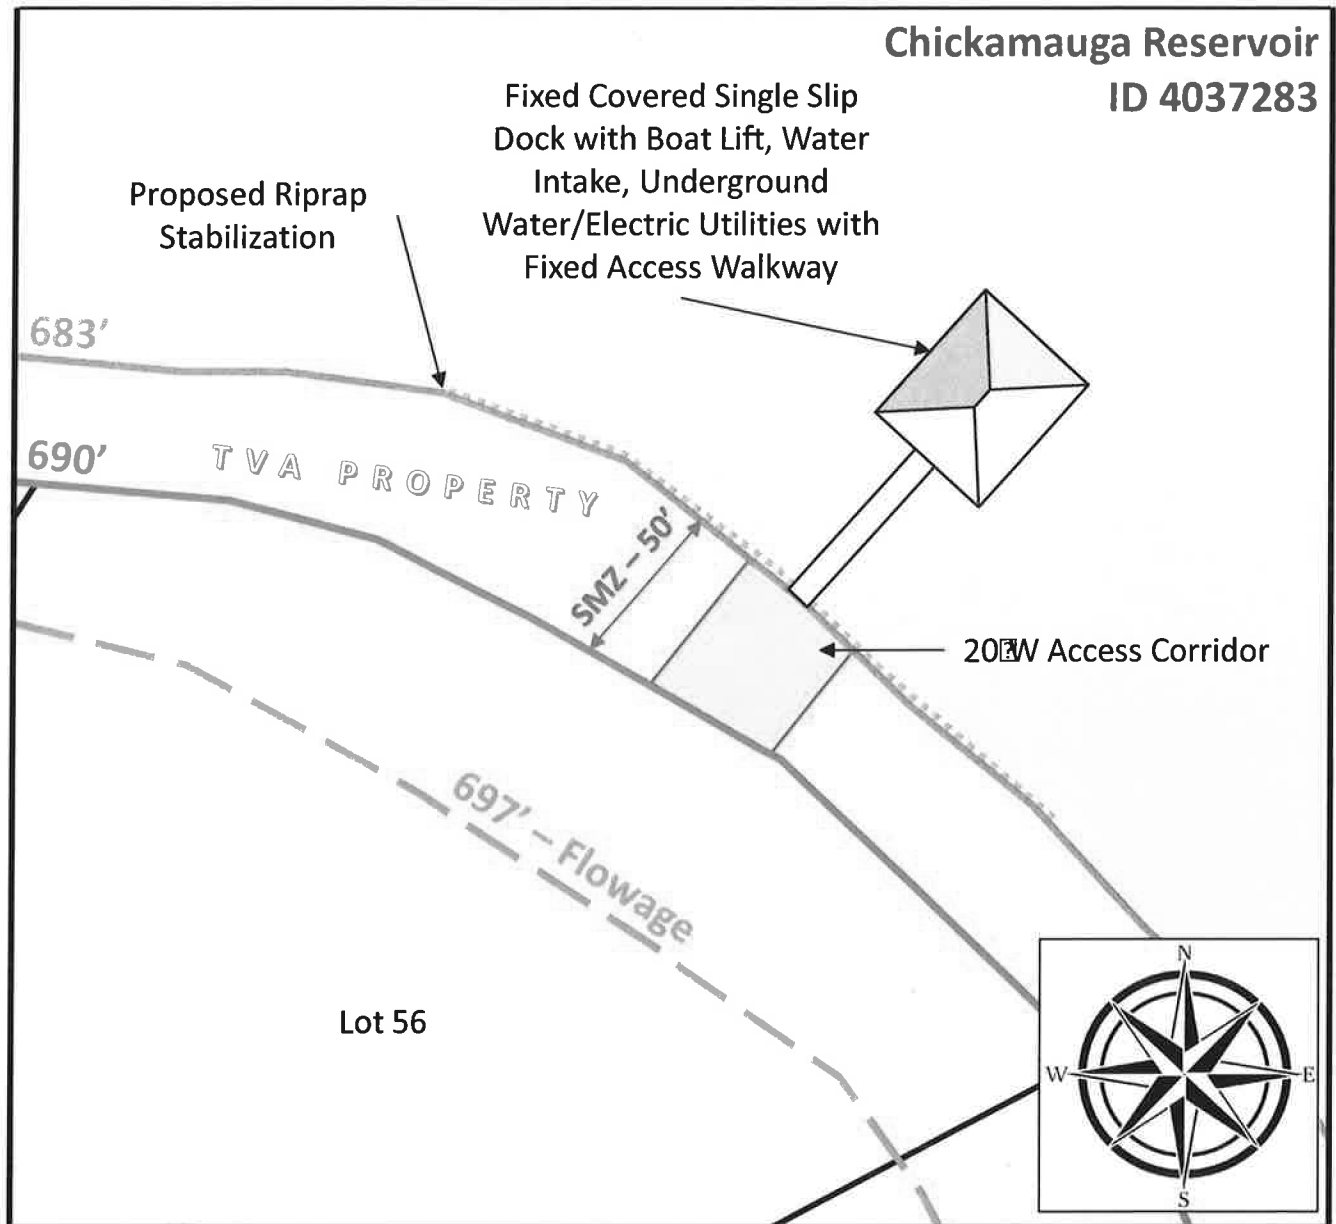 Chickamauga Reservoir
ID 4037283
Fixed Covered Single Slip
Dock with Boat Lift, Water
Intake, Underground
Water/Electric Utilities with
Fixed Access Walkway
Proposed Riprap
Stabilization
683'
690'
TVA PROPERTY
SMZ – 50'
20�W Access Corridor
697' – Flowage
Lot 56
N
W
E
S